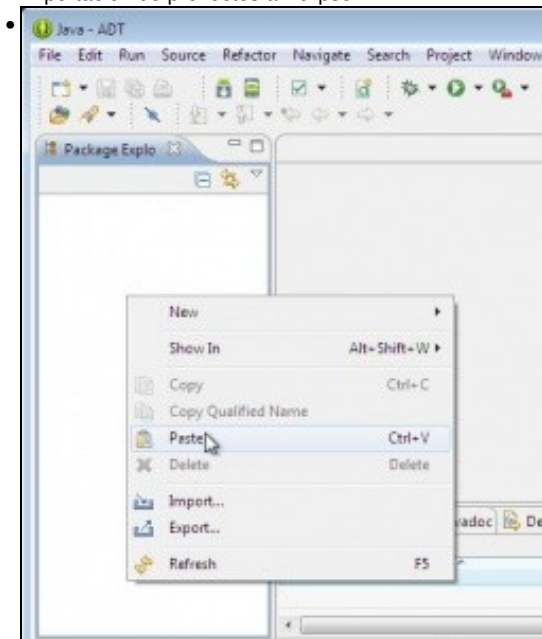 Java - ADT
File Edit Run Source Refactor Navigate Search Project Window
Package Explo
New
Show In Alt+Shift+W
Copy Ctrl+C
Copy Qualified Name
Paste Ctrl+V
Delete Delete
Import...
Export...
vadoc De
Refresh F5